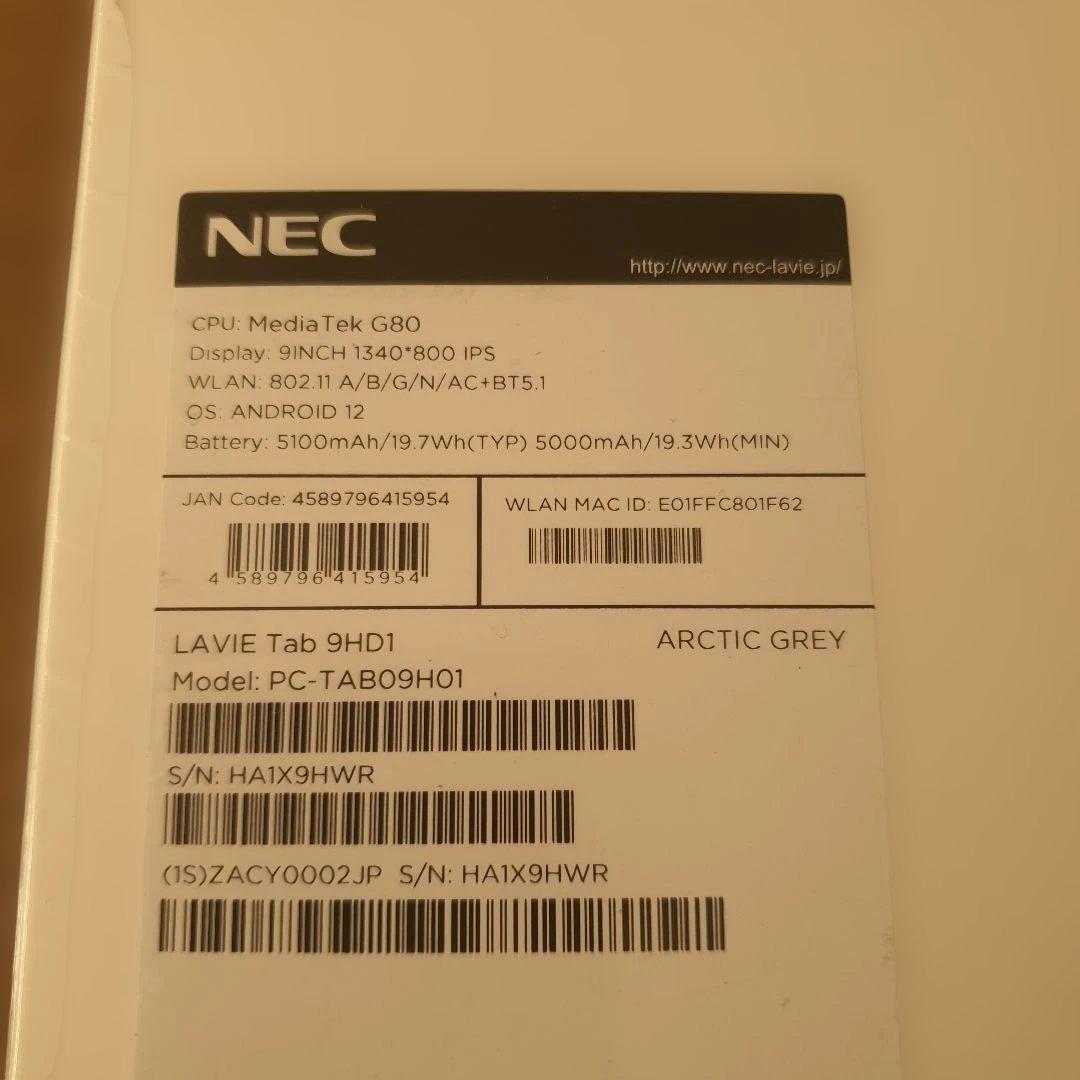 NEC
http://www.nec-lavie.jp/
CPU: MediaTek G80
Display: 9INCH 1340*800 IPS
WLAN: 802.11 A/B/G/N/AC+BT5.1
OS: ANDROID 12
Battery: 5100mAh/19.7Wh(TYP) 5000mAh/19.3Wh(MIN)
JAN Code: 4589796415954
4 589796 415954
WLAN MAC ID: E01FFC801F62
LAVIE Tab 9HD1
ARCTIC GREY
Model: PC-TAB09H01
S/N: HA1X9HWR
(1S)ZACY0002JP S/N: HA1X9HWR